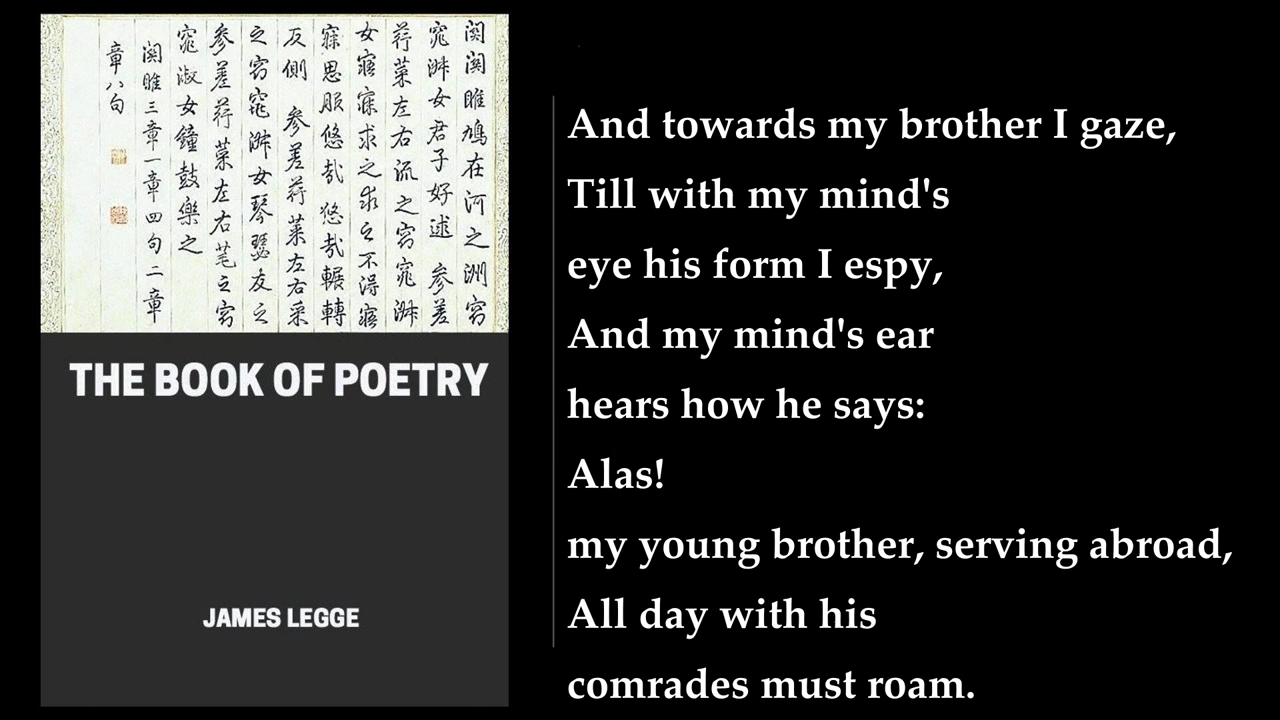 関関雎鳩在河之洲窈
窕淑女君子好逑 参差
荇菜左右流之窈窕淑
女寤寐求之求之不得寤
寐思服悠哉悠哉輾轉
反側 参差荇菜左右采
之窈窕淑女琴瑟友之
参差荇菜左右芼之窈
窕淑女鐘鼓樂之
関雎三章一章四句二章
章八句
THE BOOK OF POETRY
JAMES LEGGE
And towards my brother I gaze,
Till with my mind's
eye his form I espy,
And my mind's ear
hears how he says:
Alas!
my young brother, serving abroad,
All day with his
comrades must roam.